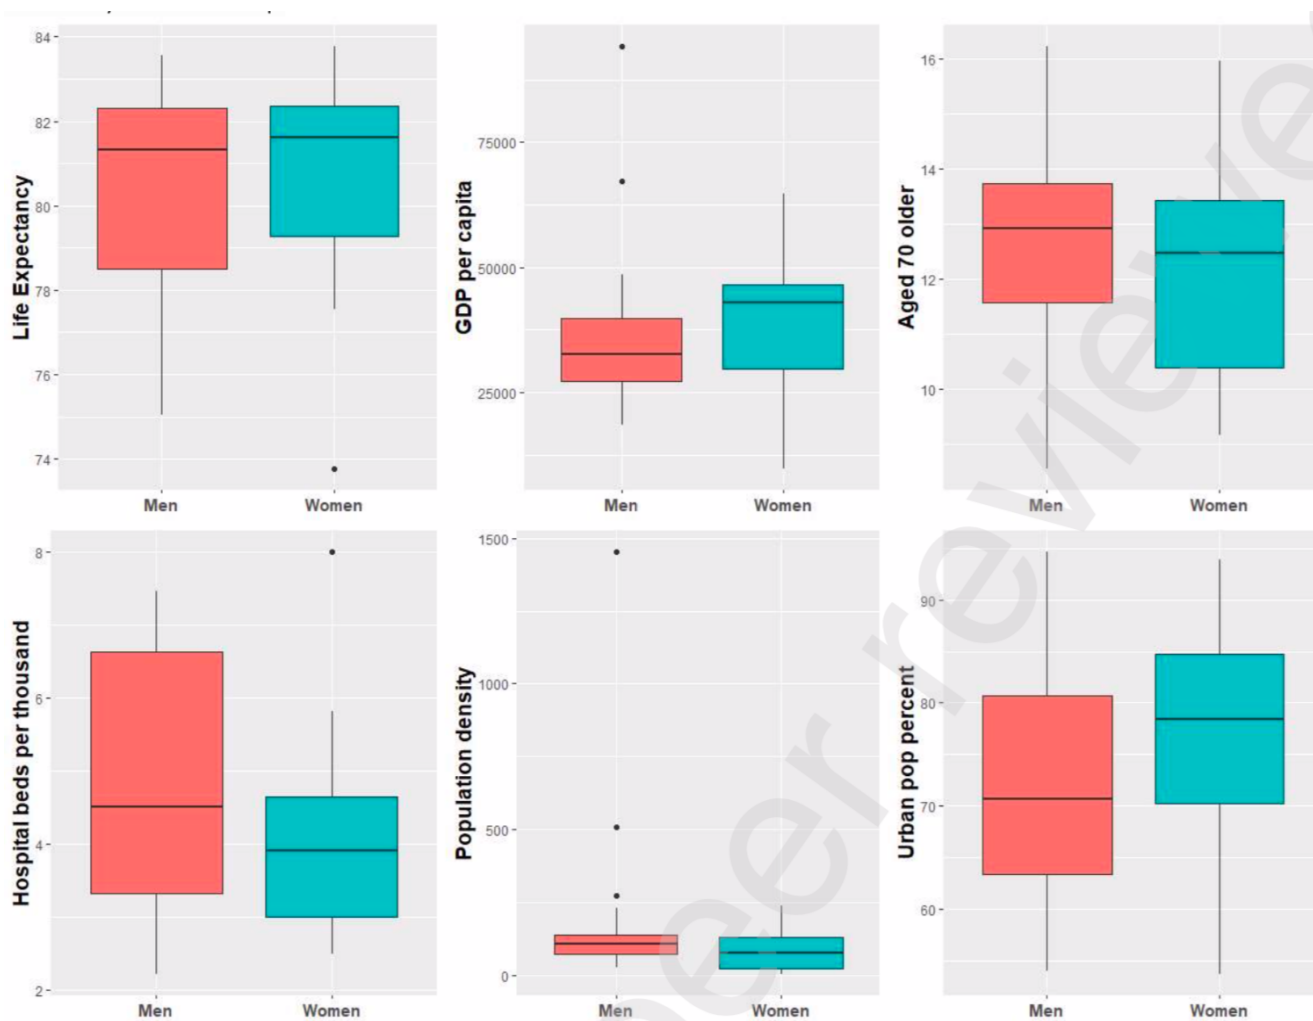 Life Expectancy
84
82
80
78
76
74
Men Women
GDP per capita
75000
50000
25000
Men Women
Aged 70 older
16
14
12
10
Men Women
Hospital beds per thousand
8
6
4
2
Men Women
Population density
1500
1000
500
0
Men Women
Urban pop percent
90
80
70
60
Men Women
peer review